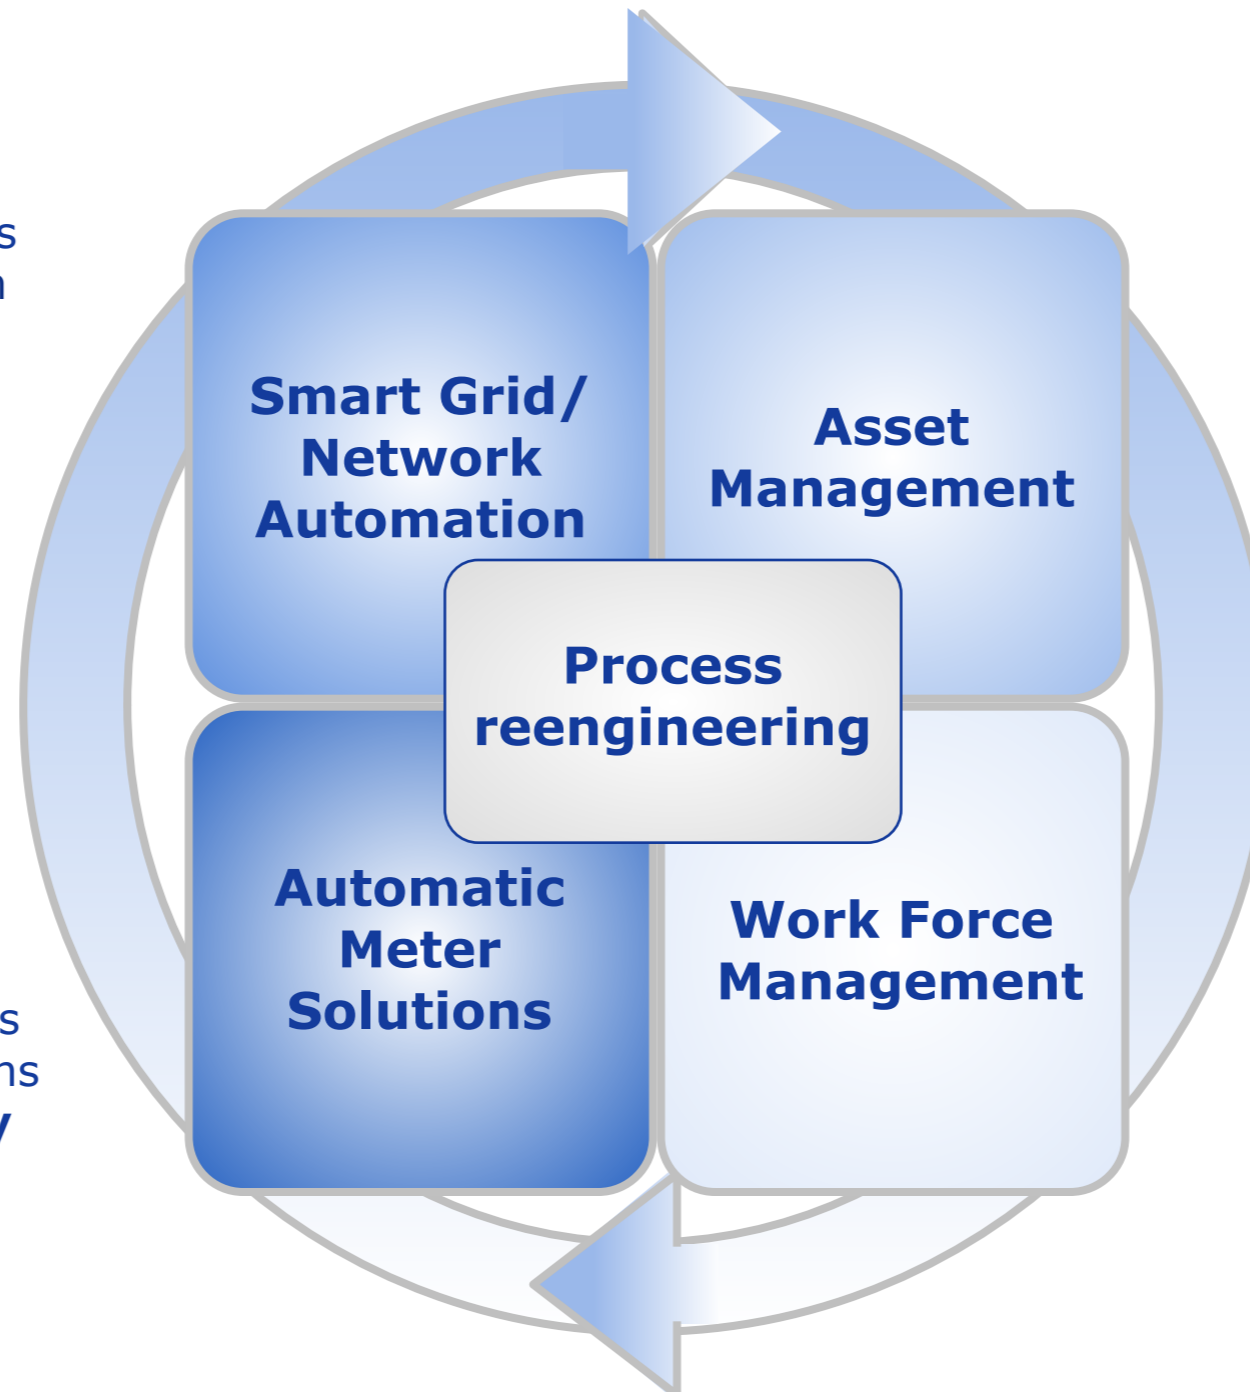 Smart Grid/
Network
Automation
Asset
Management
Process
reengineering
Automatic
Meter
Solutions
Work Force
Management